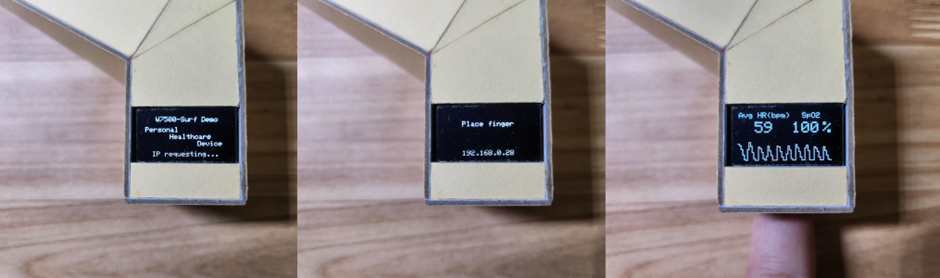 W7500-Surf Demo
Personal
Healthcare
Device
IP requesting...
Place finger
192.168.0.28
Avg HR(bpm) SpO2
59 100%